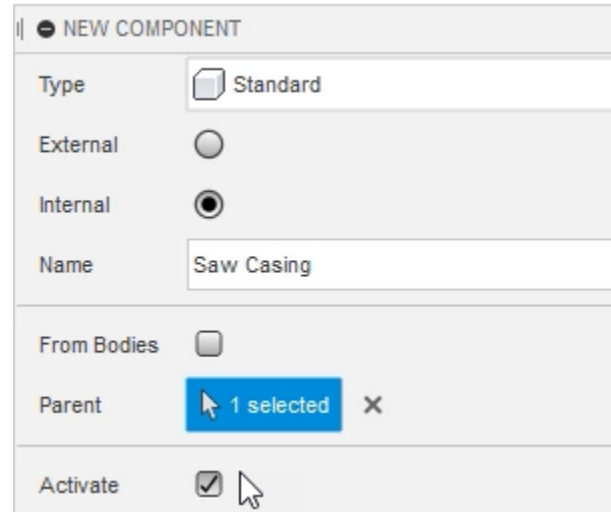 NEW COMPONENT
Type Standard
External
Internal
Name Saw Casing
From Bodies
Parent 1 selected
Activate